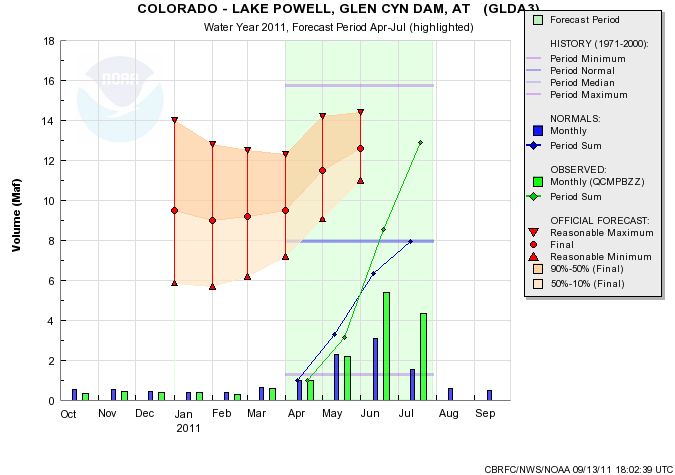 COLORADO - LAKE POWELL, GLEN CYN DAM, AT (GLDA3)
Water Year 2011, Forecast Period Apr-Jul (highlighted)
Volume (Maf)
18
16
14
12
10
8
6
4
2
0
NOAA
Oct Nov Dec Jan Feb Mar Apr May Jun Jul Aug Sep
2011
Forecast Period
HISTORY (1971-2000):
Period Minimum
Period Normal
Period Median
Period Maximum
NORMALS:
Monthly
Period Sum
OBSERVED:
Monthly (QCMPBZZ)
Period Sum
OFFICIAL FORECAST:
Reasonable Maximum
Final
Reasonable Minimum
90%-50% (Final)
50%-10% (Final)
CBRFC/NWS/NOAA 09/13/11 18:02:39 UTC